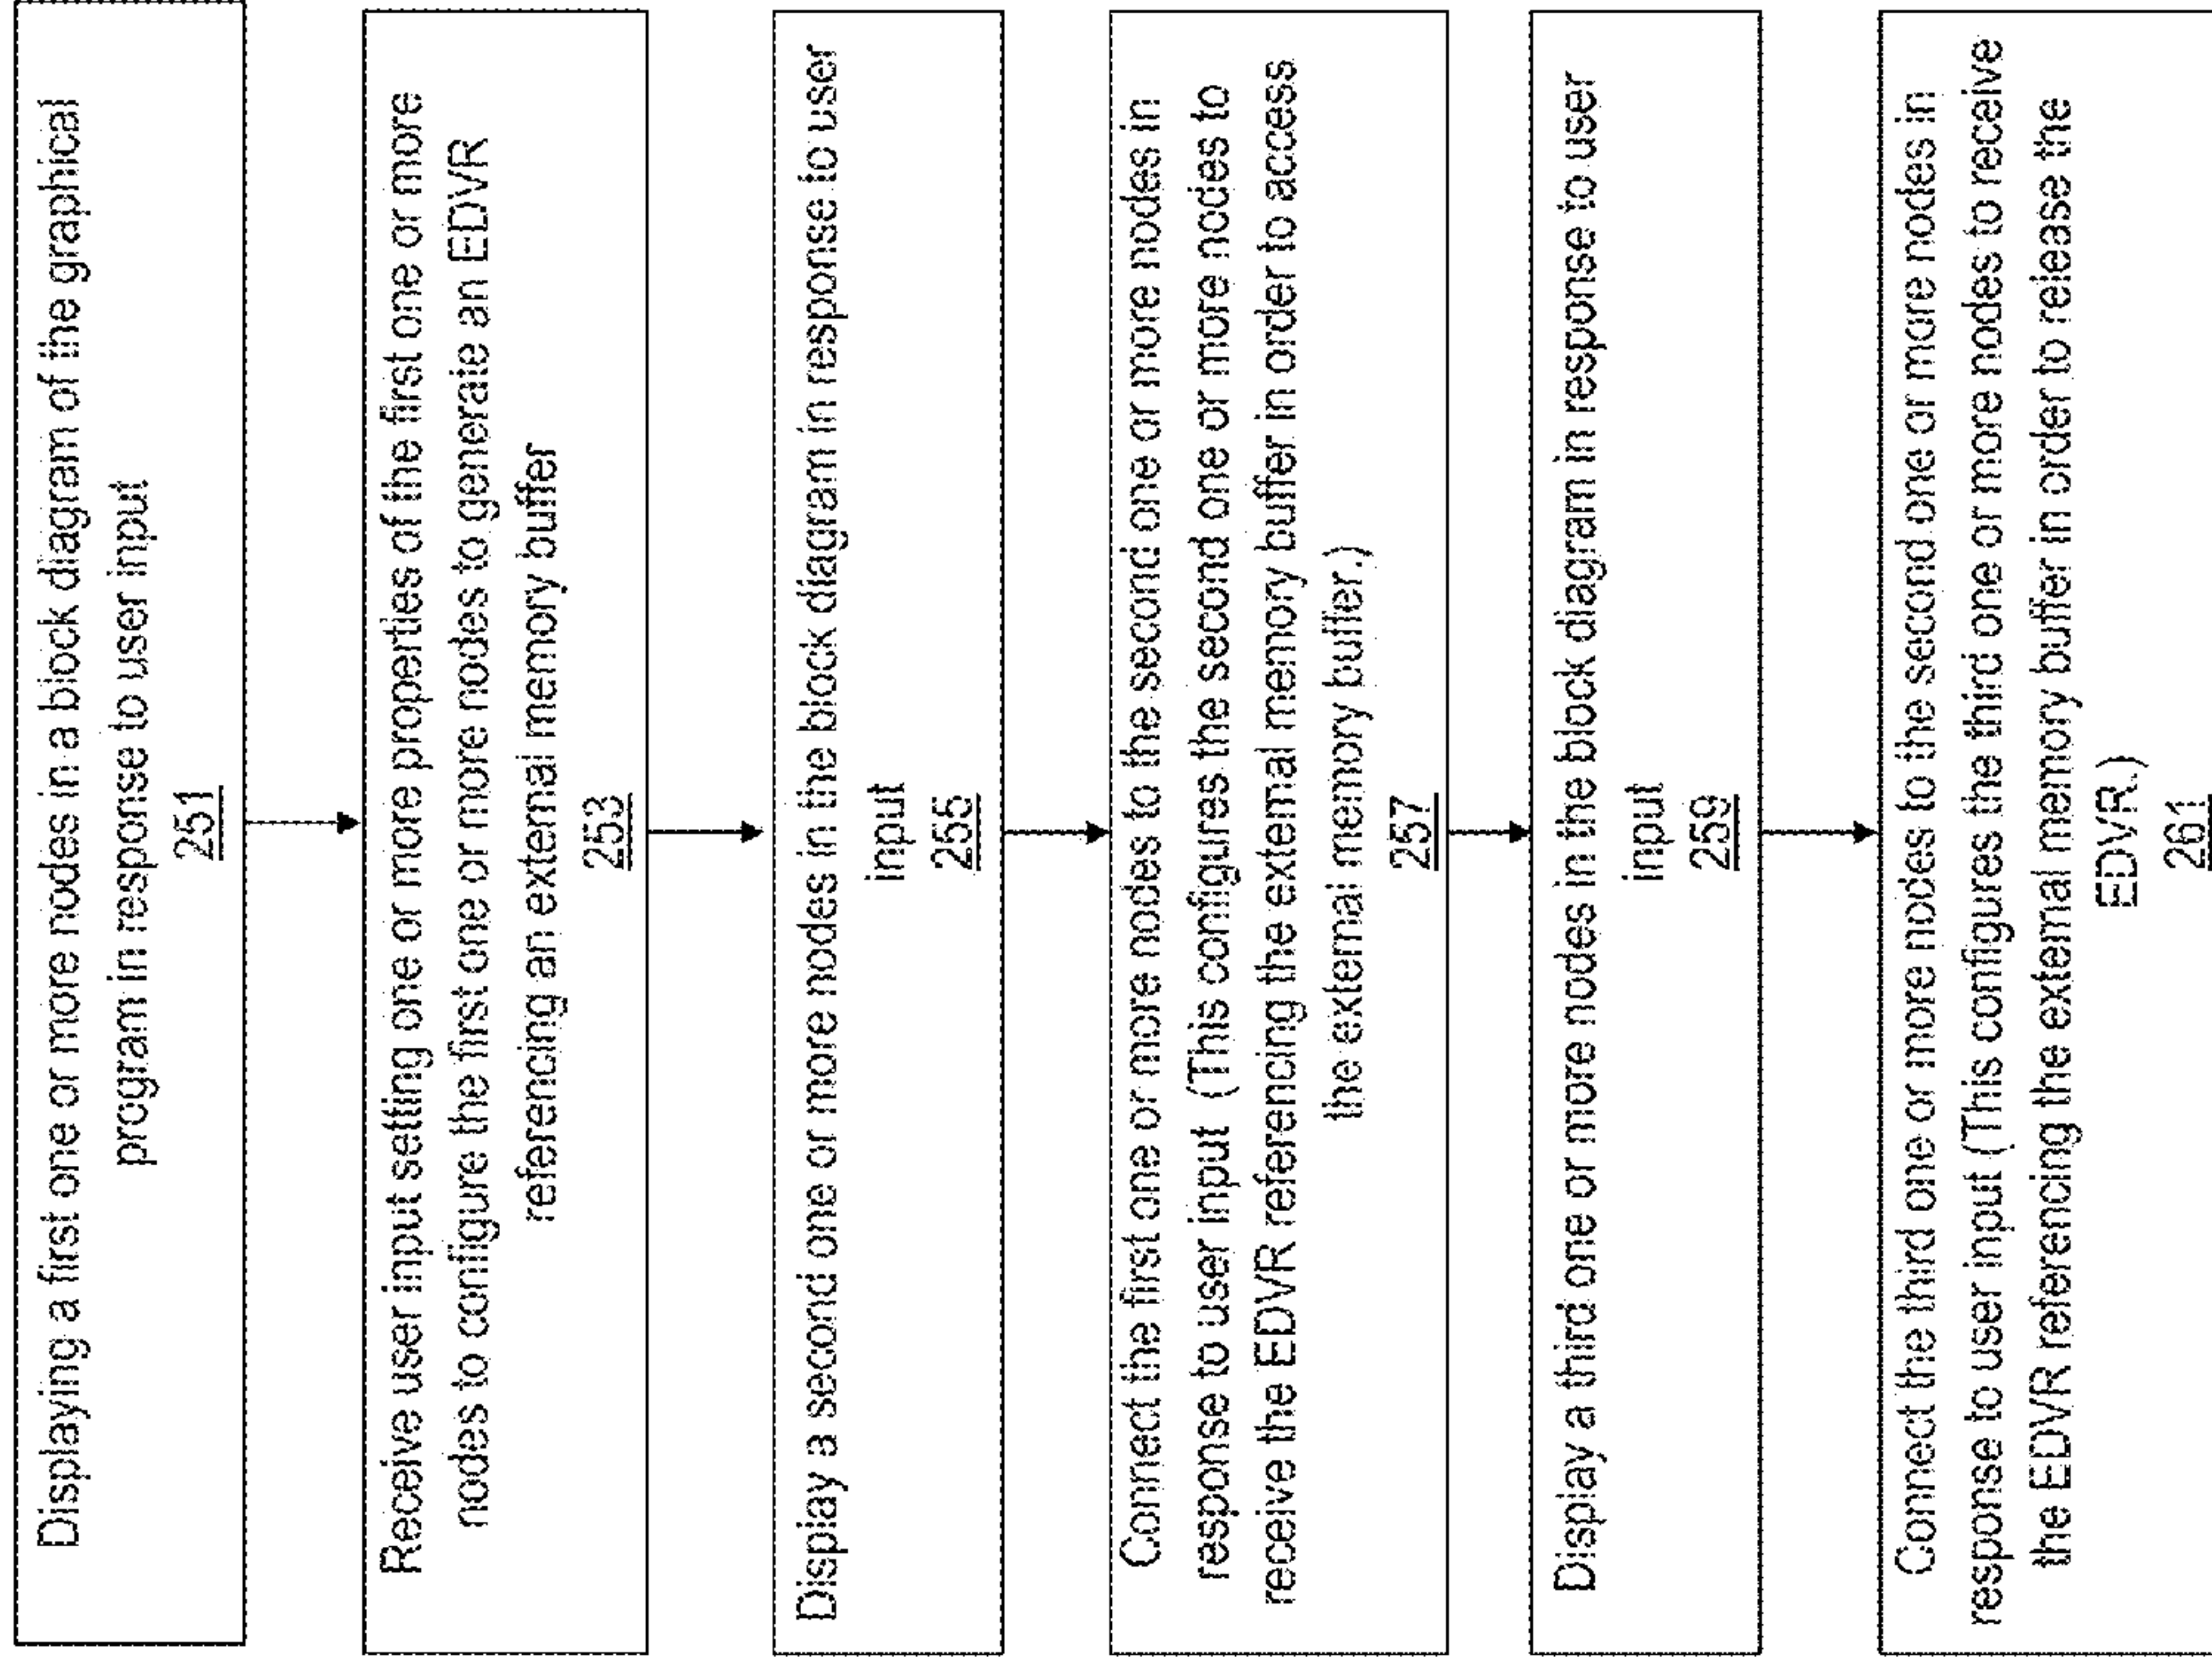 Displaying a first one or more nodes in a block diagram of the graphical
program in response to user input
251
Receive user input setting one or more properties of the first one or more
nodes to configure the first one or more nodes to generate an EDVR
referencing an external memory buffer
253
Display a second one or more nodes in the block diagram in response to user
input
255
Connect the first one or more nodes to the second one or more nodes in
response to user input (This configures the second one or more nodes to
receive the EDVR referencing the external memory buffer in order to access
the external memory buffer.)
257
Display a third one or more nodes in the block diagram in response to user
input
259
Connect the third one or more nodes to the second one or more nodes in
response to user input (This configures the third one or more nodes to receive
the EDVR referencing the external memory buffer in order to release the
EDVR.)
261